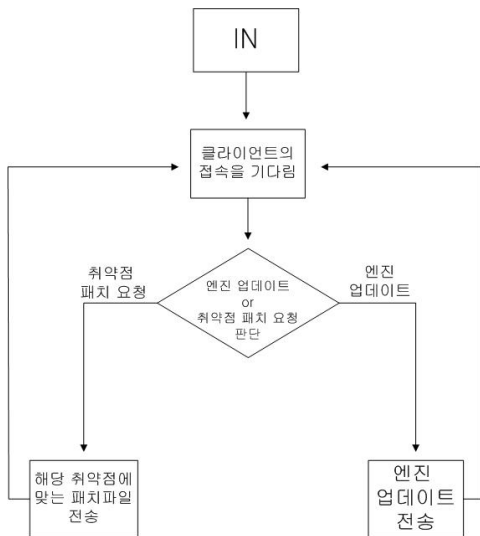 IN
클라이언트의
접속을 기다림
취약점
패치 요청
엔진 업데이트
or
취약점 패치 요청
판단
엔진
업데이트
해당 취약점에
맞는 패치파일
전송
엔진
업데이트
전송